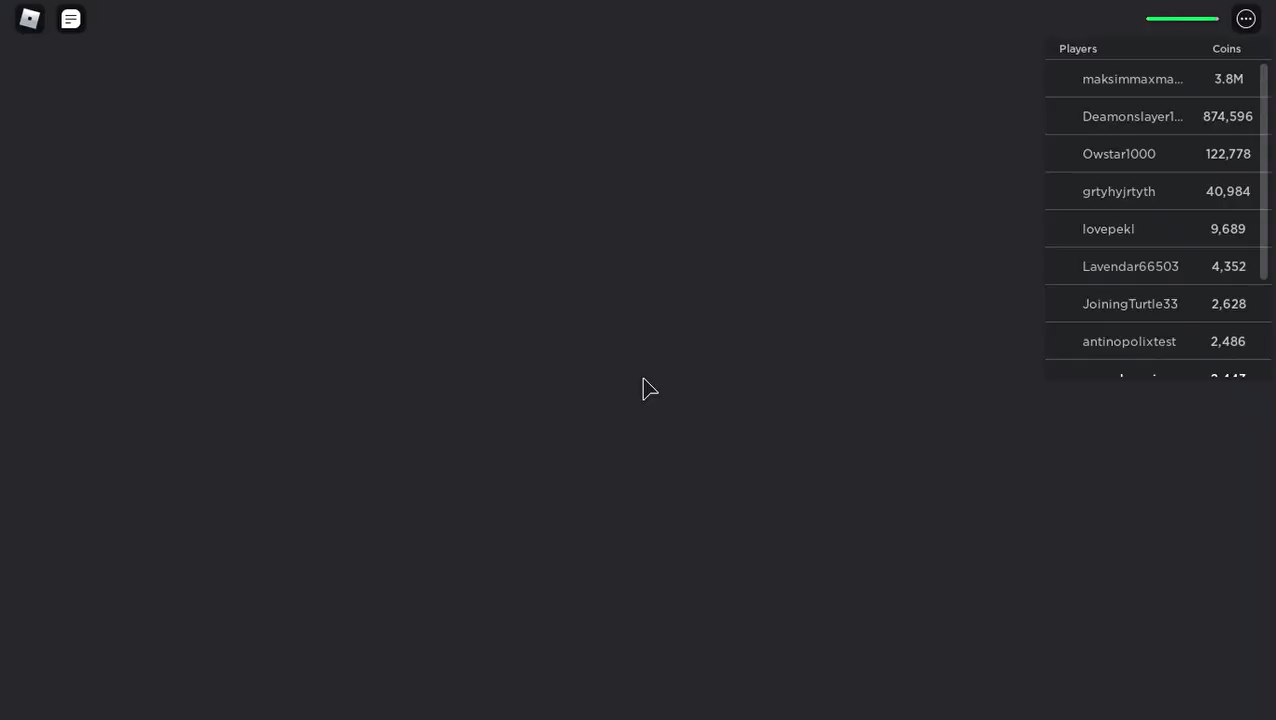 Players Coins
maksimmaxma... 3.8M
Deamonslayer1... 874,596
Owstar1000 122,778
grtyhyjrtyth 40,984
lovepekl 9,689
Lavendar66503 4,352
JoiningTurtle33 2,628
antinopolixtest 2,486